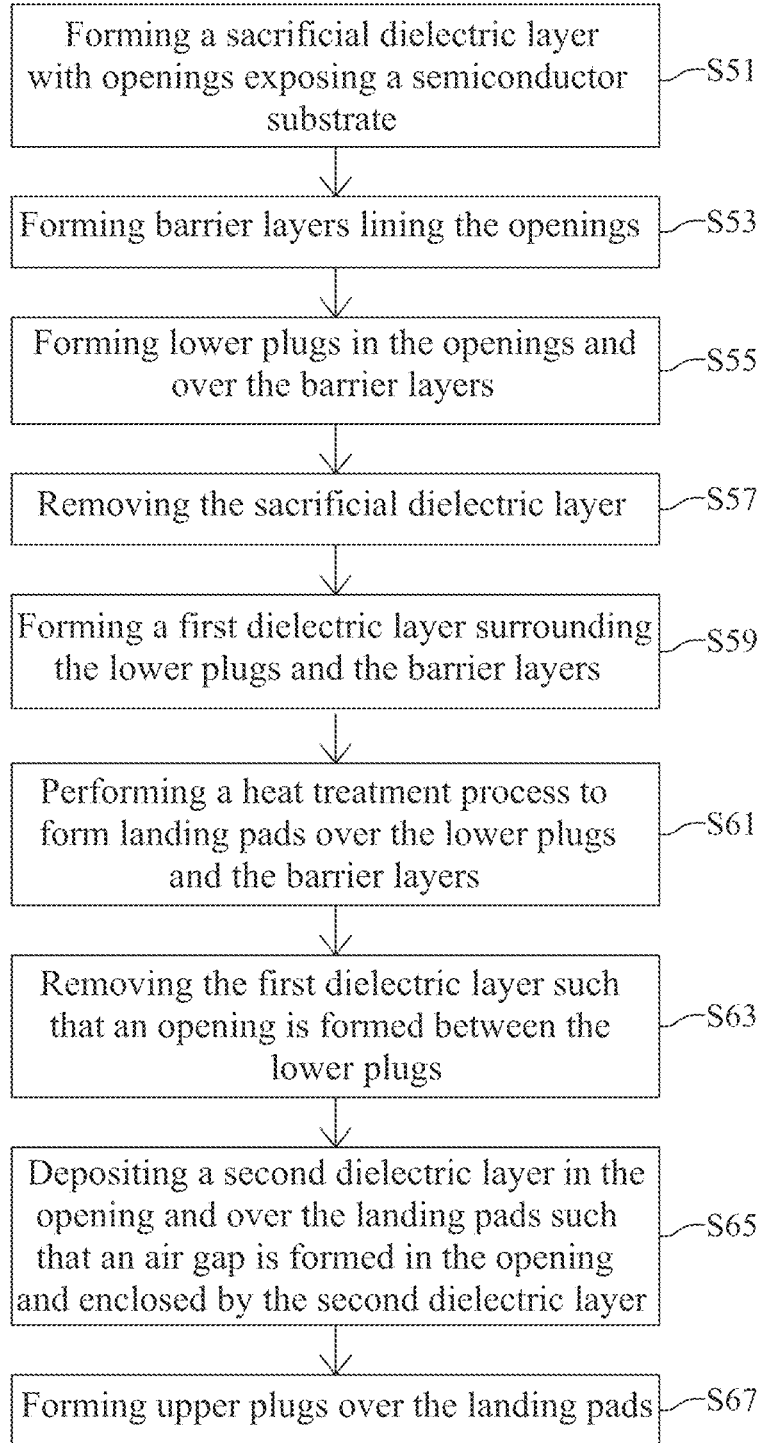 Forming a sacrificial dielectric layer
with openings exposing a semiconductor
substrate
S51
Forming barrier layers lining the openings
S53
Forming lower plugs in the openings and
over the barrier layers
S55
Removing the sacrificial dielectric layer
S57
Forming a first dielectric layer surrounding
the lower plugs and the barrier layers
S59
Performing a heat treatment process to
form landing pads over the lower plugs
and the barrier layers
S61
Removing the first dielectric layer such
that an opening is formed between the
lower plugs
S63
Depositing a second dielectric layer in the
opening and over the landing pads such
that an air gap is formed in the opening
and enclosed by the second dielectric layer
S65
Forming upper plugs over the landing pads
S67